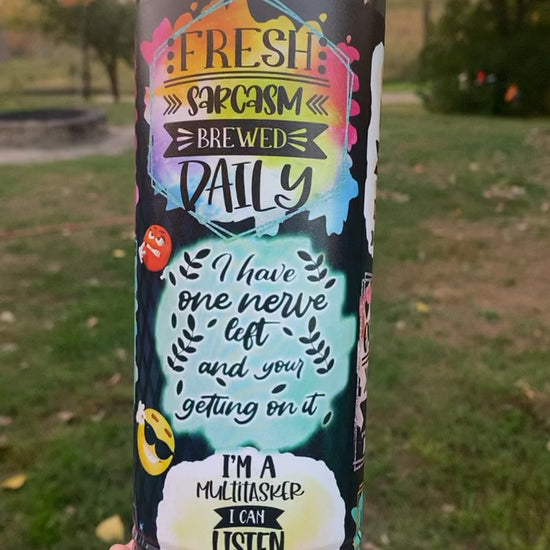 FRESH
SARCASM
BREWED
DAILY
I have
one nerve
left
and your
getting on it
I'M A
MULTITASKER
I CAN
LISTEN